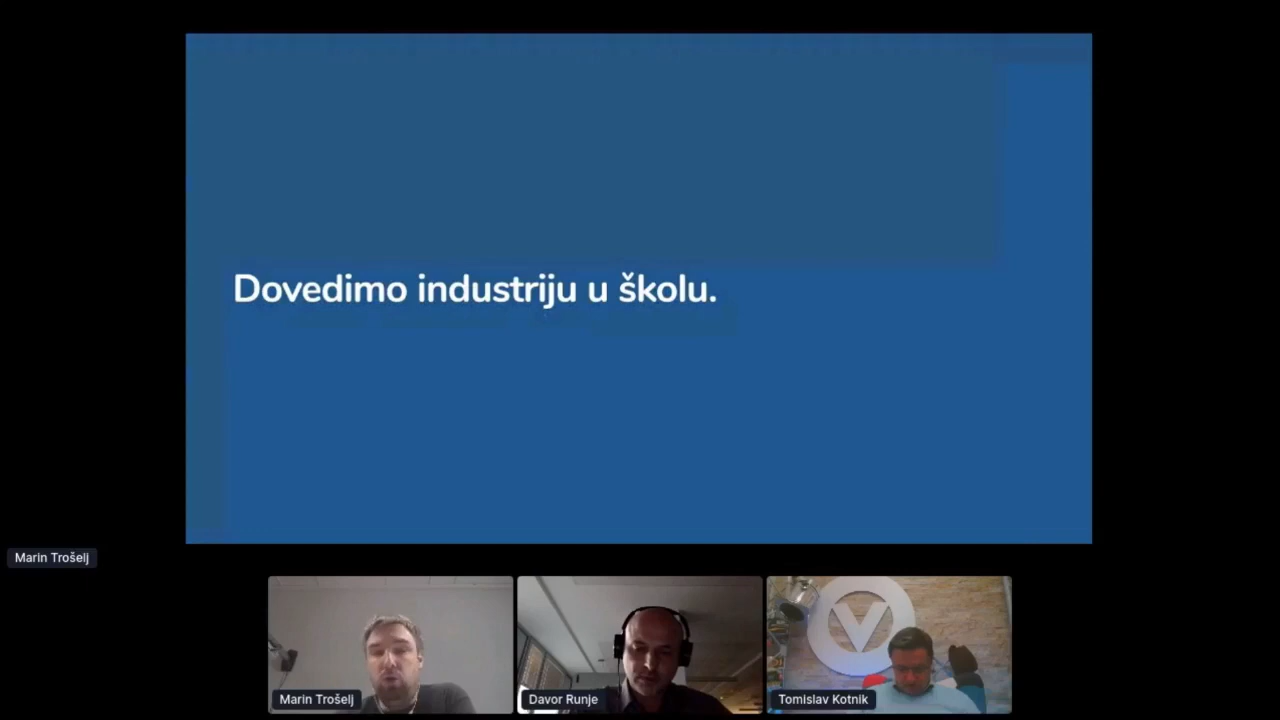 Dovedimo industriju u školu.
Marin Trošelj
Marin Trošelj
Davor Runje
Tomislav Kotnik